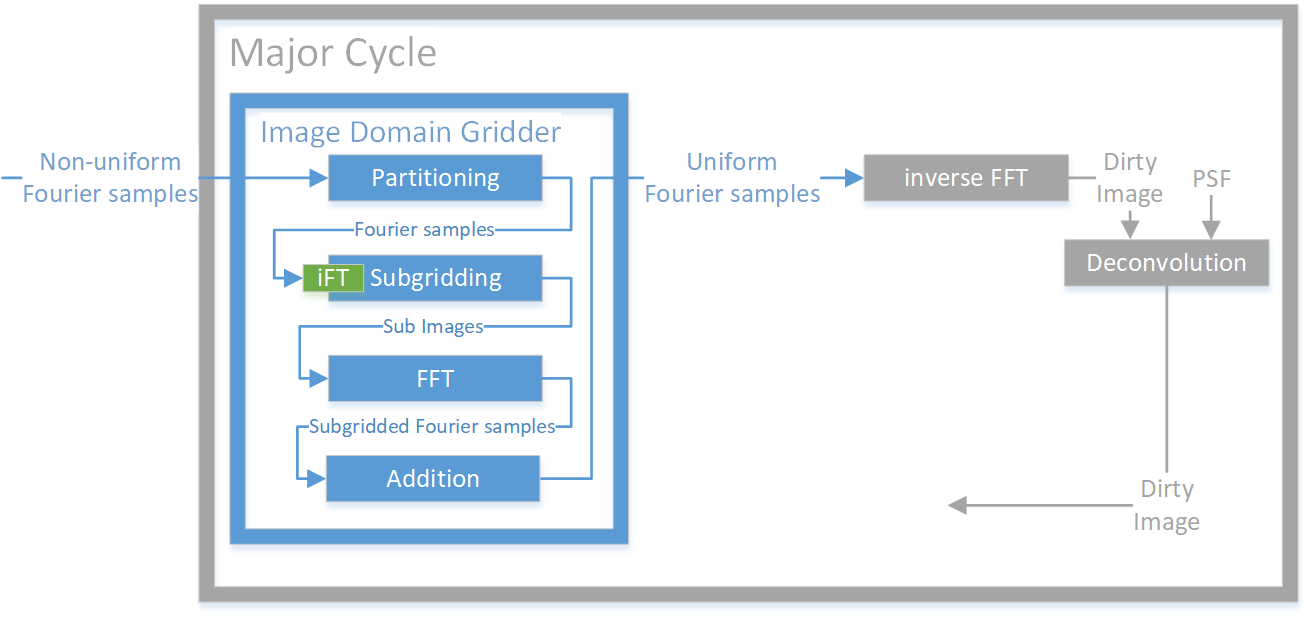 Major Cycle
Image Domain Gridder
Non-uniform
Fourier samples
Partitioning
Fourier samples
iFT
Subgridding
Sub Images
FFT
Subgridded Fourier samples
Addition
Uniform
Fourier samples
inverse FFT
Dirty
Image
PSF
Deconvolution
Dirty
Image